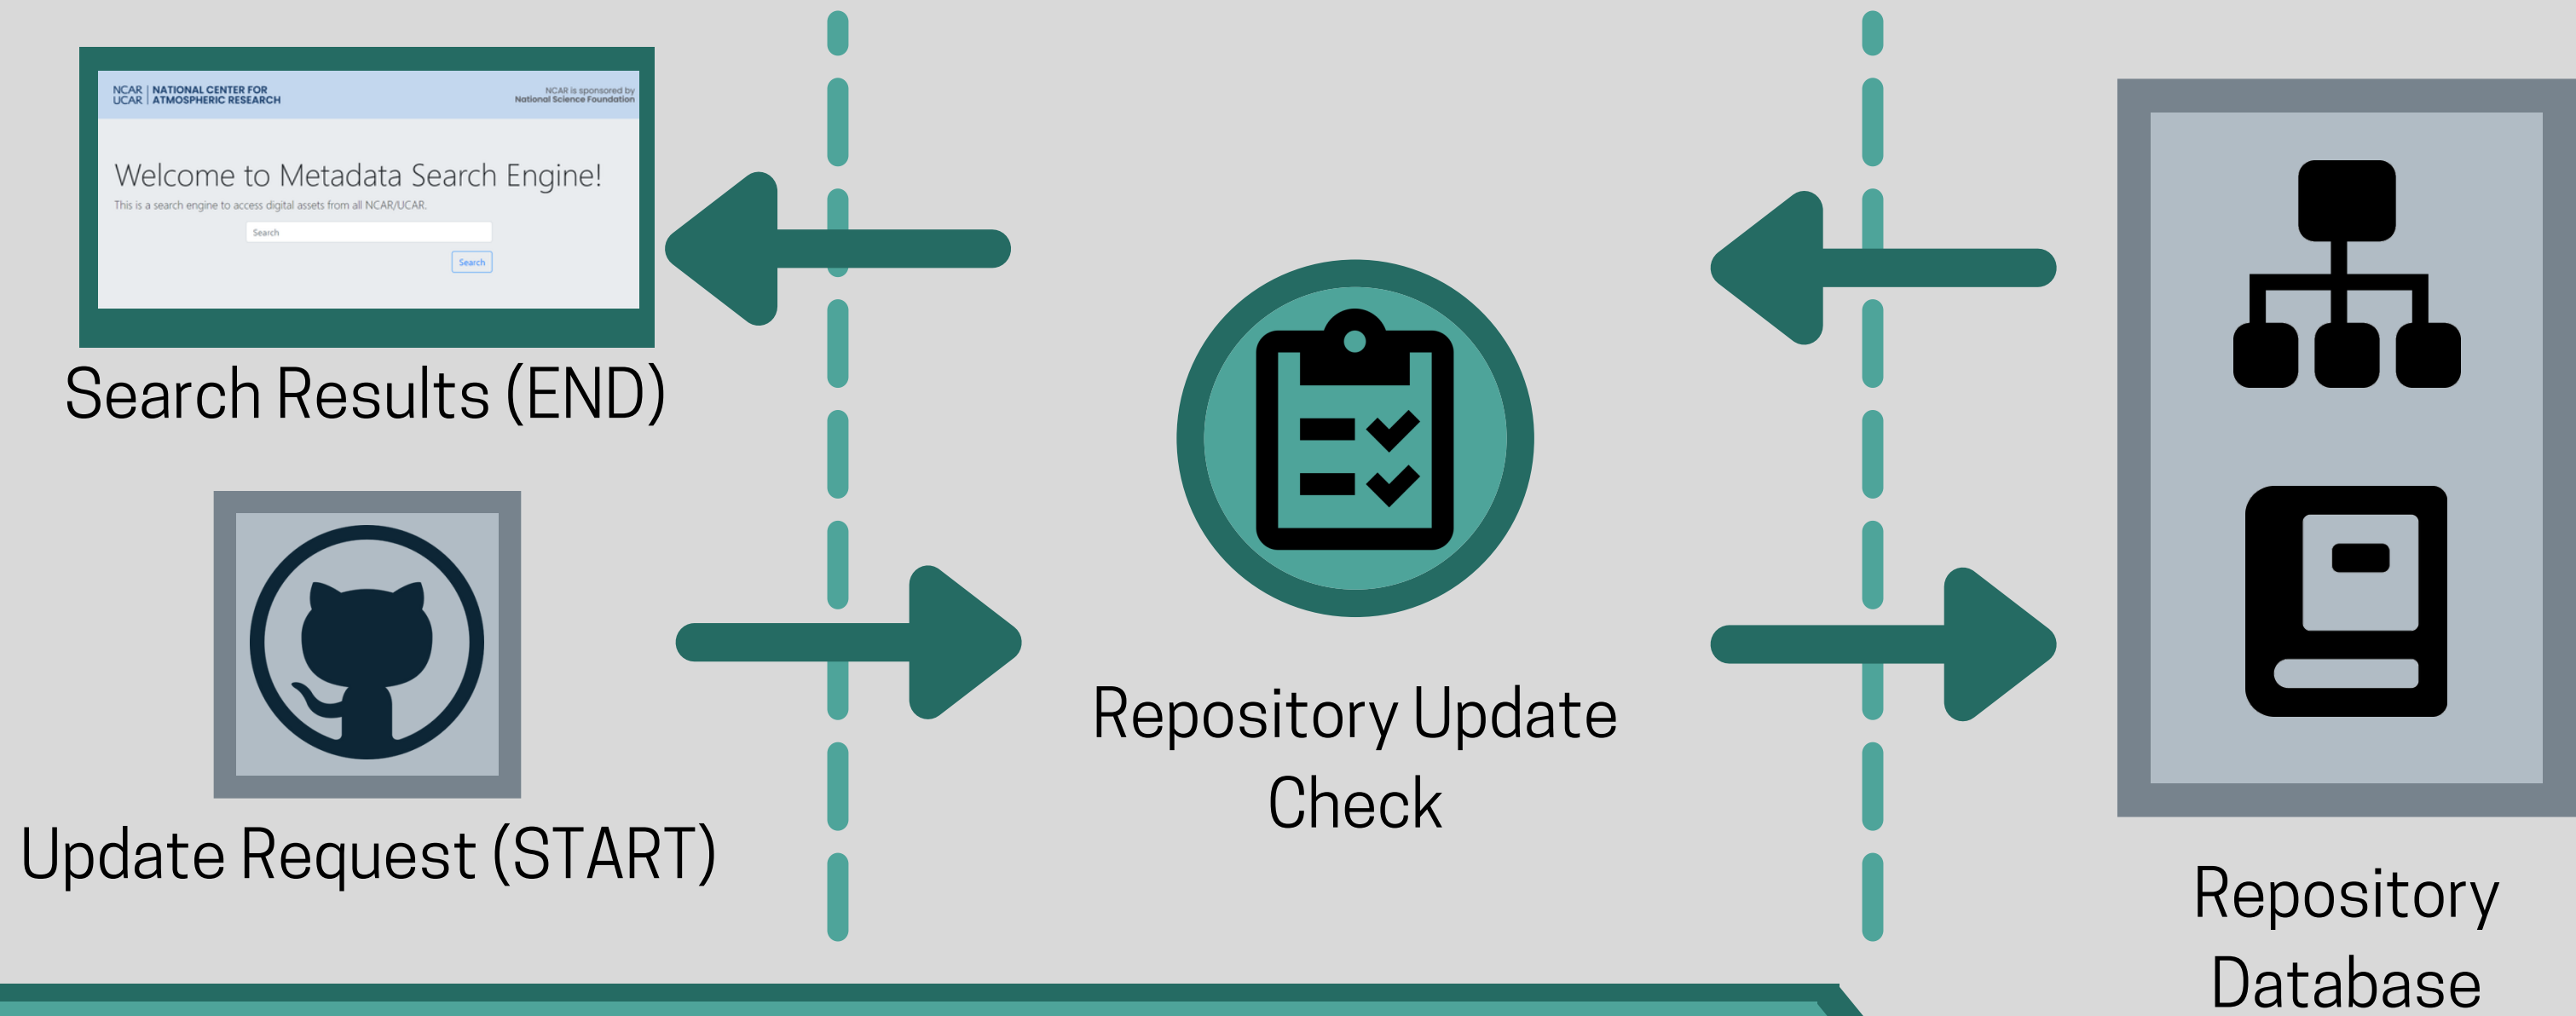 NCAR | NATIONAL CENTER FOR
UCAR | ATMOSPHERIC RESEARCH
NCAR is sponsored by
National Science Foundation
Welcome to Metadata Search Engine!
This is a search engine to access digital assets from all NCAR/UCAR.
Search
Search
Search Results (END)
Update Request (START)
Repository Update
Check
Repository
Database